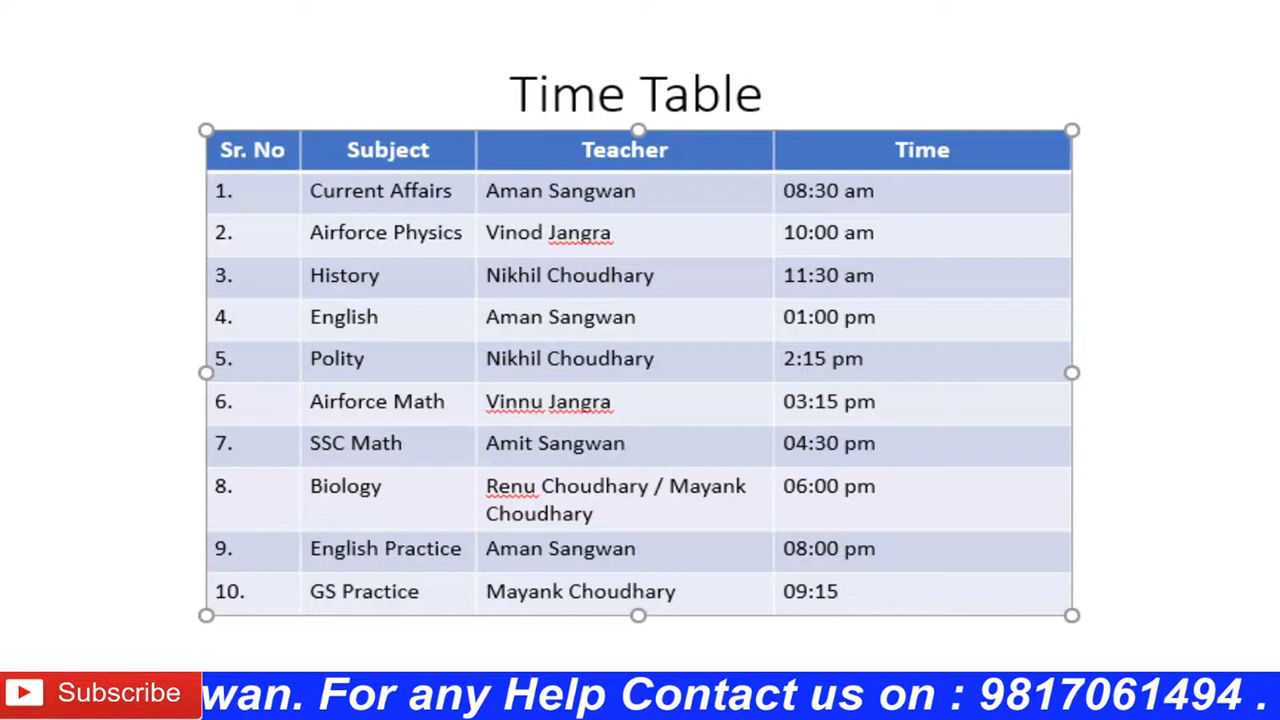 Time Table
Sr. No Subject Teacher Time
1. Current Affairs Aman Sangwan 08:30 am
2. Airforce Physics Vinod Jangra 10:00 am
3. History Nikhil Choudhary 11:30 am
4. English Aman Sangwan 01:00 pm
5. Polity Nikhil Choudhary 2:15 pm
6. Airforce Math Vinnu Jangra 03:15 pm
7. SSC Math Amit Sangwan 04:30 pm
8. Biology Renu Choudhary / Mayank 06:00 pm
Choudhary
9. English Practice Aman Sangwan 08:00 pm
10. GS Practice Mayank Choudhary 09:15
Subscribe wan. For any Help Contact us on : 9817061494 .